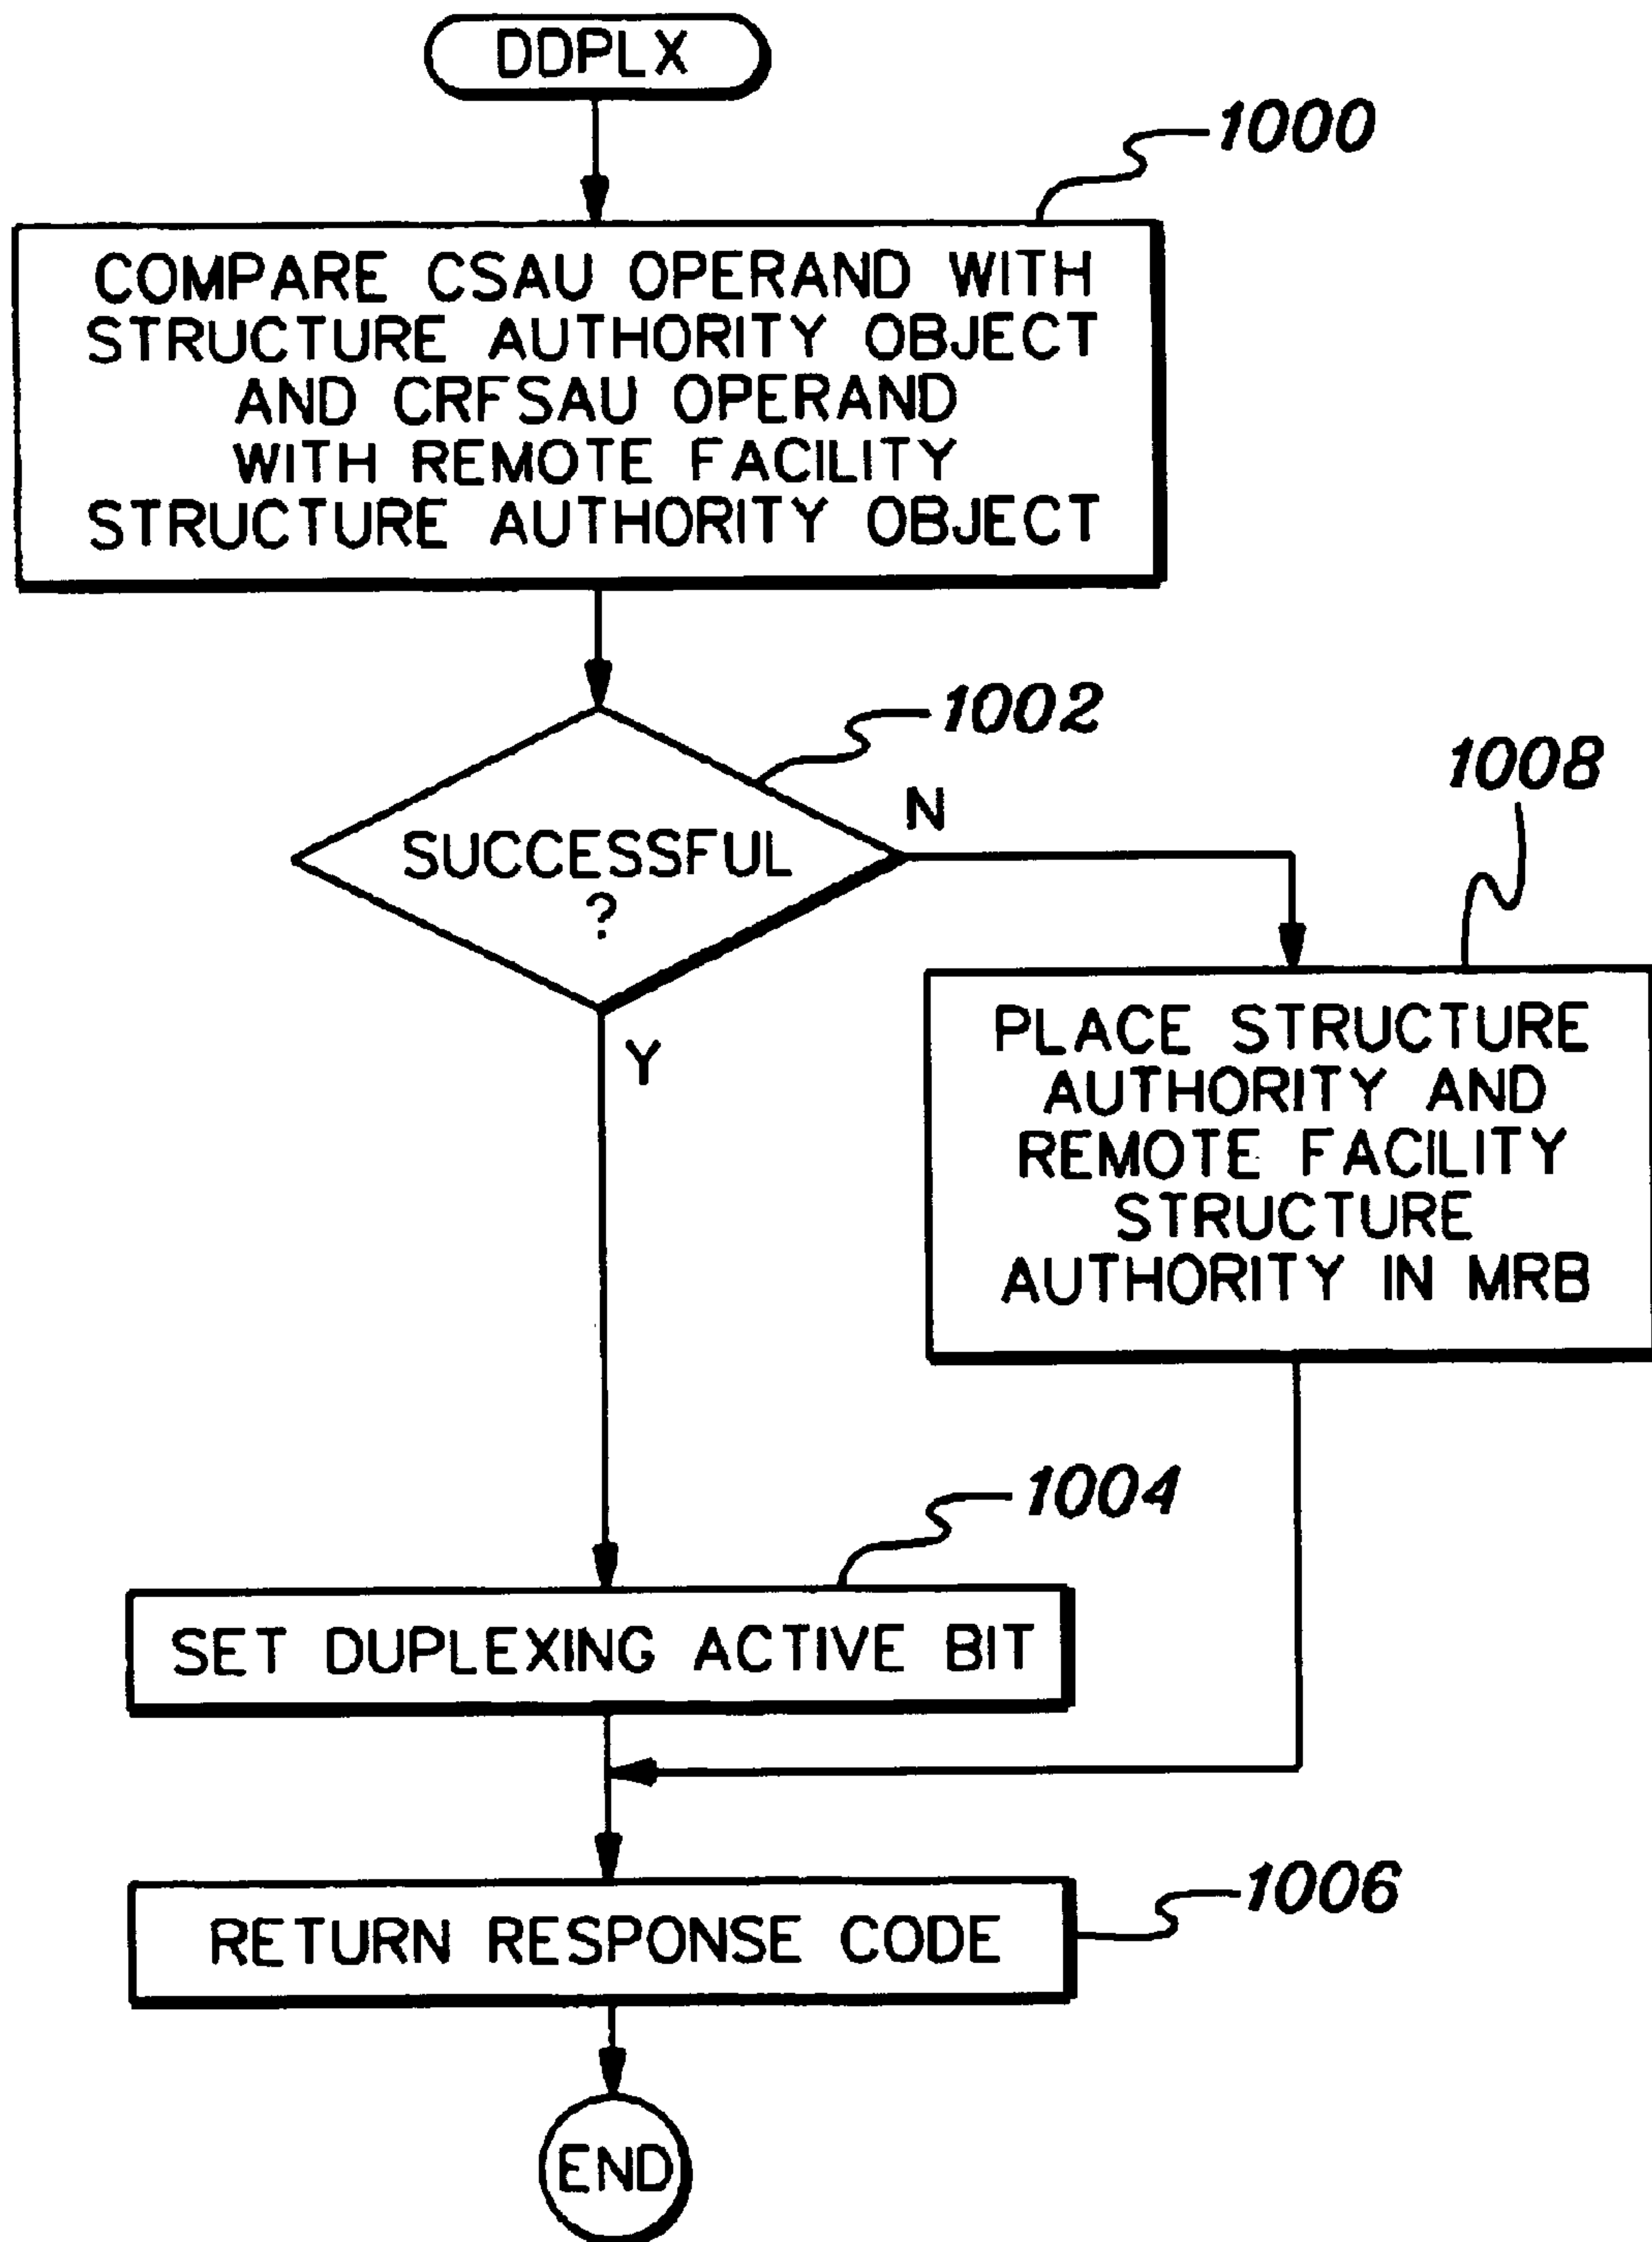 DDPLX
1000
COMPARE CSAU OPERAND WITH
STRUCTURE AUTHORITY OBJECT
AND CRFSAU OPERAND
WITH REMOTE FACILITY
STRUCTURE AUTHORITY OBJECT
1002
SUCCESSFUL
?
N
Y
1008
PLACE STRUCTURE
AUTHORITY AND
REMOTE FACILITY
STRUCTURE
AUTHORITY IN MRB
1004
SET DUPLEXING ACTIVE BIT
1006
RETURN RESPONSE CODE
END